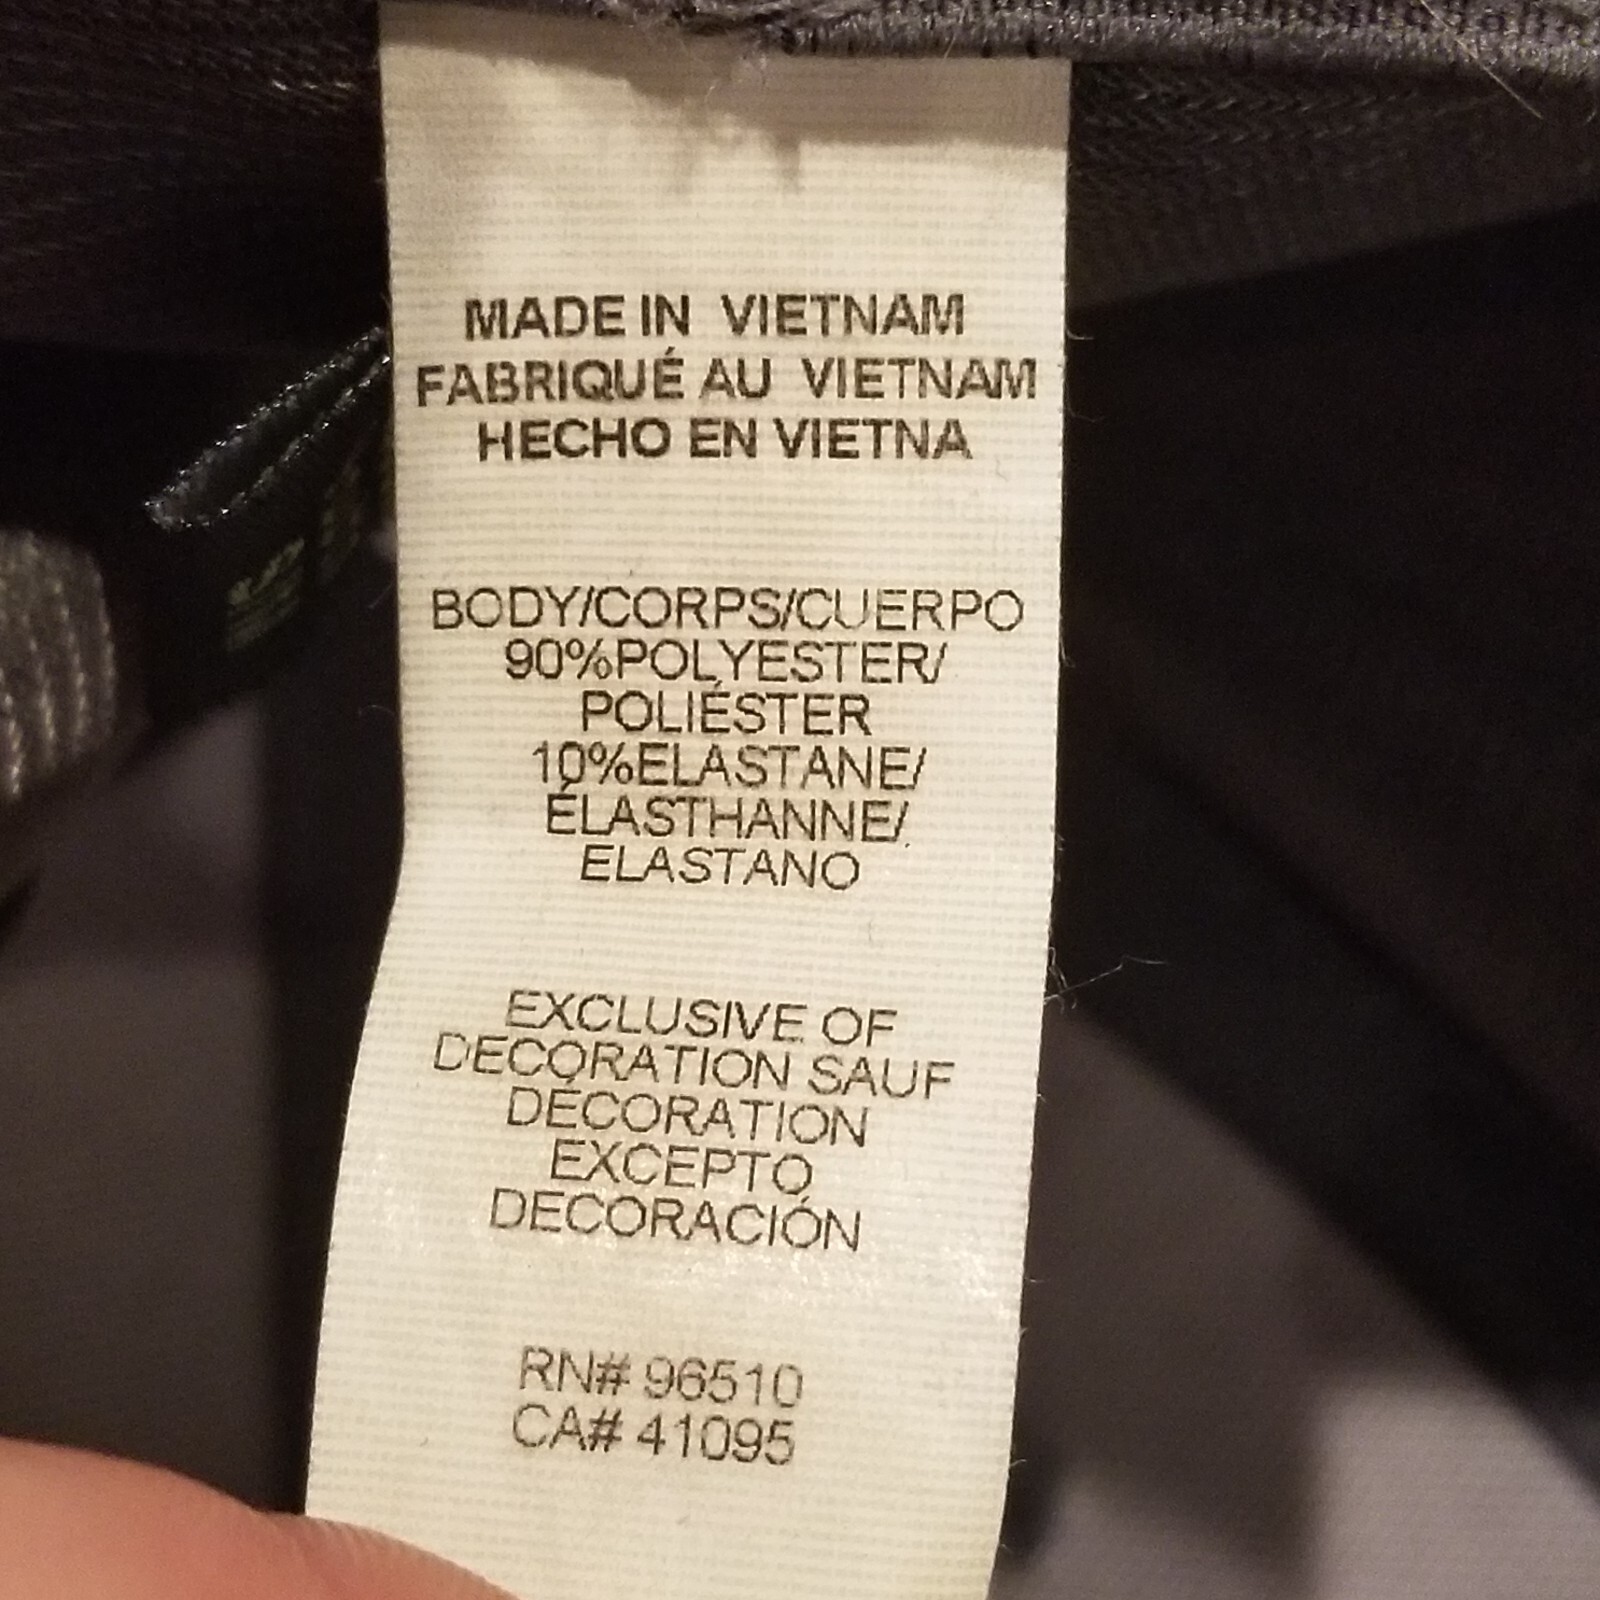 MADE IN VIETNAM
FABRIQUÉ AU VIETNAM
HECHO EN VIETNA
BODY/CORPS/CUERPO
90%POLYESTER/
POLIÉSTER
10%ELASTANE/
ÉLASTHANNE/
ELASTANO
EXCLUSIVE OF
DECORATION SAUF
DÉCORATION
EXCEPTO
DECORACIÓN
RN# 96510
CA# 41095